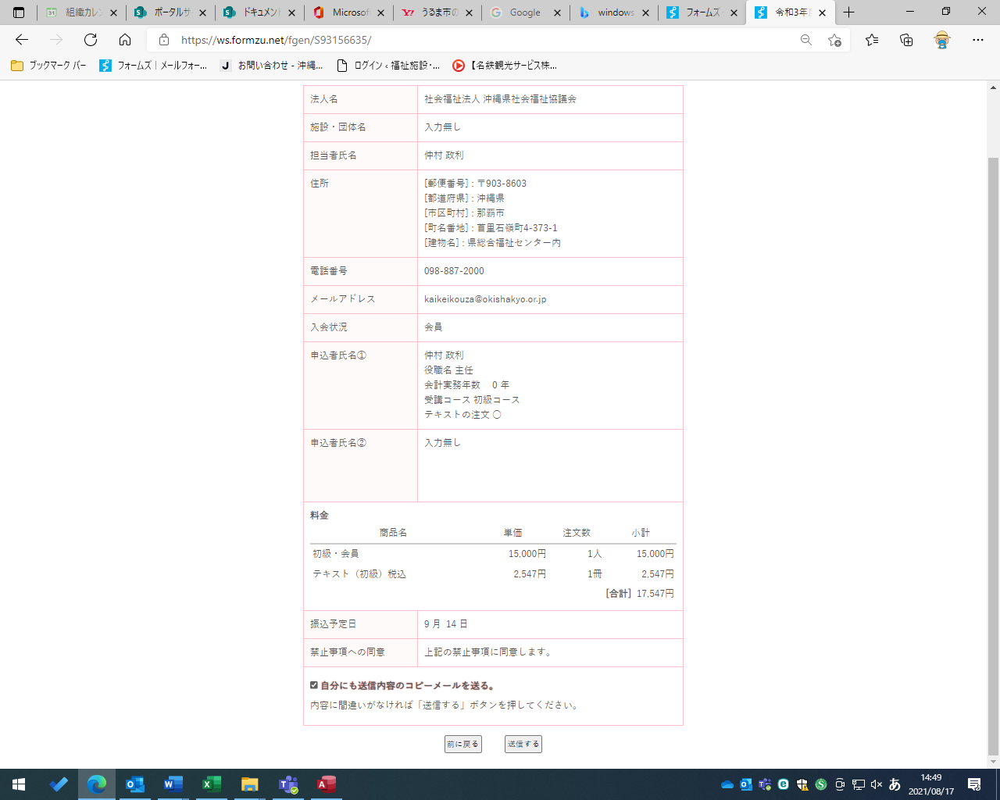 組織カレン
ポータルサ
ドキュメント
Microsof
うるま市の
Google
windows
フォームズ
令和3年
https://ws.formzu.net/fgen/S93156635/
ブックマーク バー
フォームズ | メールフォー...
お問い合わせ - 沖縄...
ログイン ‹ 福祉施設・...
【名鉄観光サービス株...
法人名
社会福祉法人 沖縄県社会福祉協議会
施設・団体名
入力無し
担当者氏名
仲村 政利
住所
[郵便番号] : 〒903-8603
[都道府県] : 沖縄県
[市区町村] : 那覇市
[町名番地] : 首里石嶺町4-373-1
[建物名] : 県総合福祉センター内
電話番号
098-887-2000
メールアドレス
kaikeikouza@okishakyo.or.jp
入会状況
会員
申込者氏名①
仲村 政利
役職名 主任
会計実務年数 0 年
受講コース 初級コース
テキストの注文 〇
申込者氏名②
入力無し
料金
商品名 単価 注文数 小計
初級・会員 15,000円 1人 15,000円
テキスト（初級）税込 2,547円 1冊 2,547円
[合計] 17,547円
振込予定日
9 月 14 日
禁止事項への同意
上記の禁止事項に同意します。
自分にも送信内容のコピーメールを送る。
内容に間違いがなければ「送信する」ボタンを押してください。
前に戻る
送信する
あ
14:49
2021/08/17